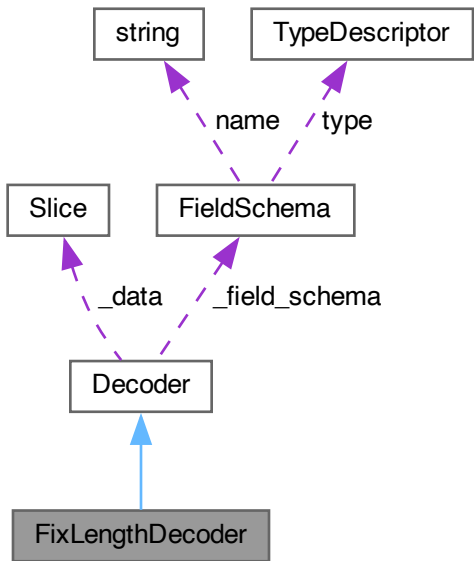 string
TypeDescriptor
name
type
Slice
FieldSchema
_data
_field_schema
Decoder
FixLengthDecoder